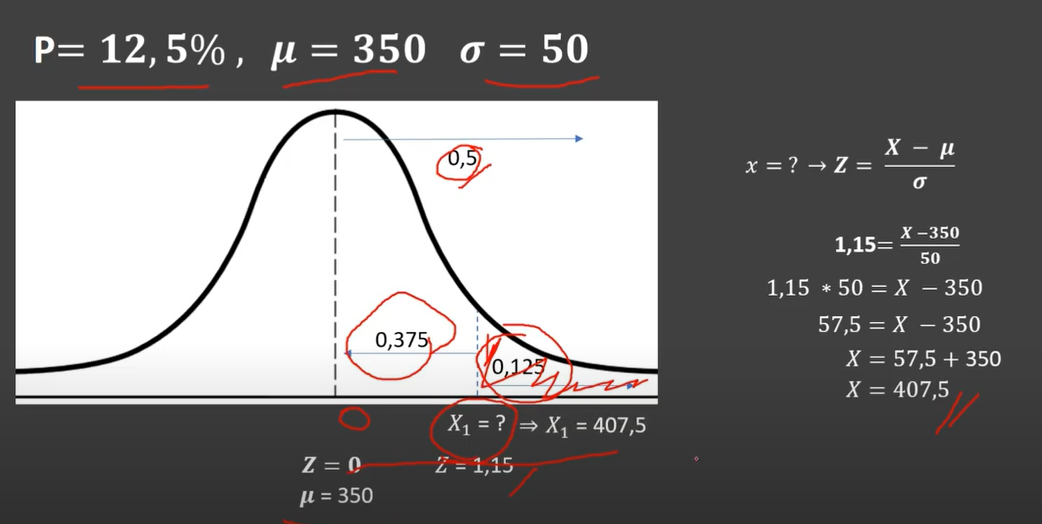 P= 12,5% , μ = 350 σ = 50
0,5
0,375
0,125
X₁ = ? ⇒ X₁ = 407,5
Z = 0 Z = 1,15
μ = 350
x = ? → Z = (X − μ) / σ
1,15= (X −350) / 50
1,15 * 50 = X − 350
57,5 = X − 350
X = 57,5 + 350
X = 407,5